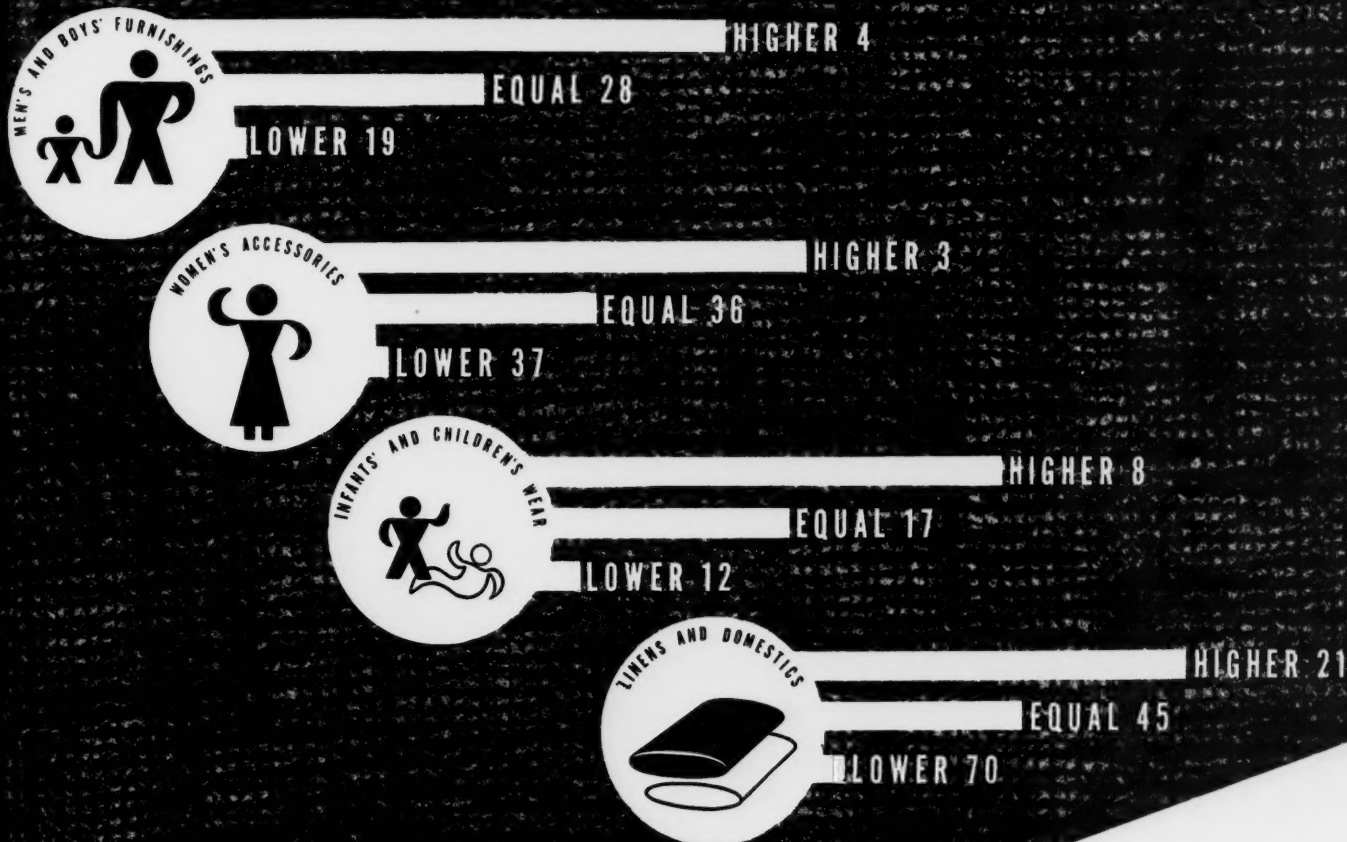 MEN'S AND BOYS' FURNISHINGS
HIGHER 4
EQUAL 28
LOWER 19
WOMEN'S ACCESSORIES
HIGHER 3
EQUAL 36
LOWER 37
INFANTS' AND CHILDREN'S WEAR
HIGHER 8
EQUAL 17
LOWER 12
LINENS AND DOMESTICS
HIGHER 21
EQUAL 45
LOWER 70